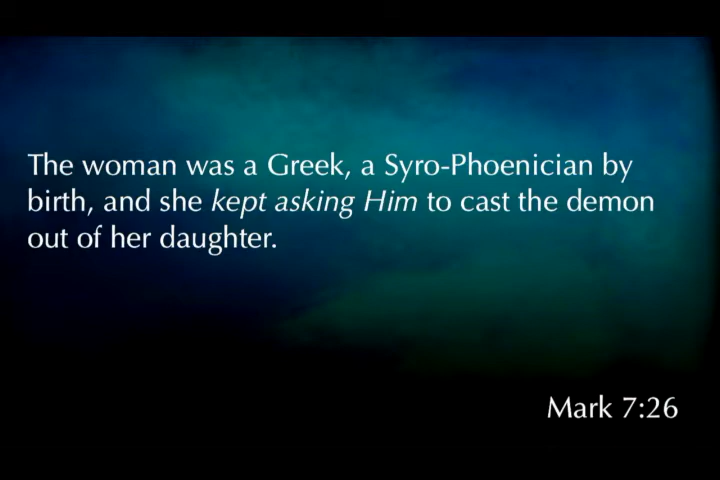 The woman was a Greek, a Syro-Phoenician by
birth, and she kept asking Him to cast the demon
out of her daughter.
Mark 7:26